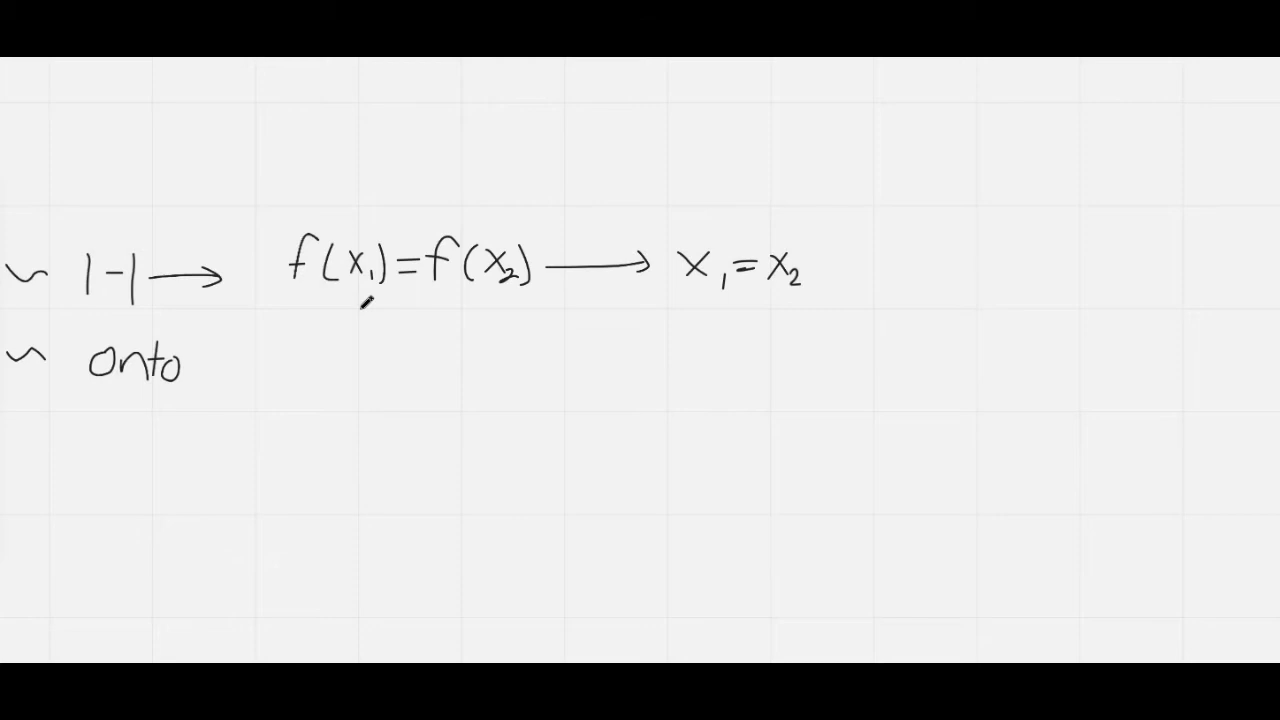 ~ 1-1 → f(x₁)=f(x₂) → x₁=x₂
~ onto